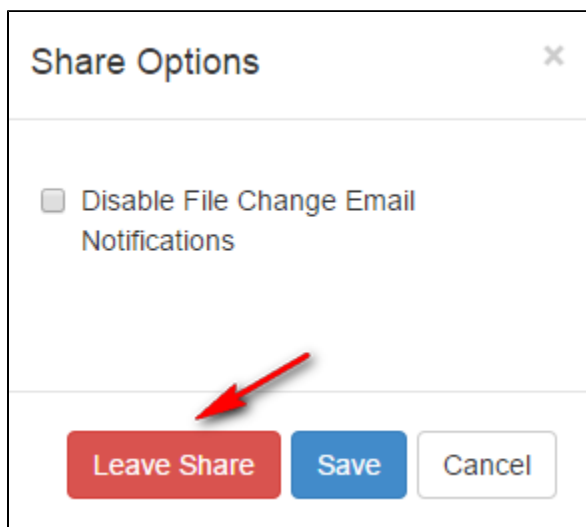 Share Options ×
Disable File Change Email
Notifications
Leave Share Save Cancel